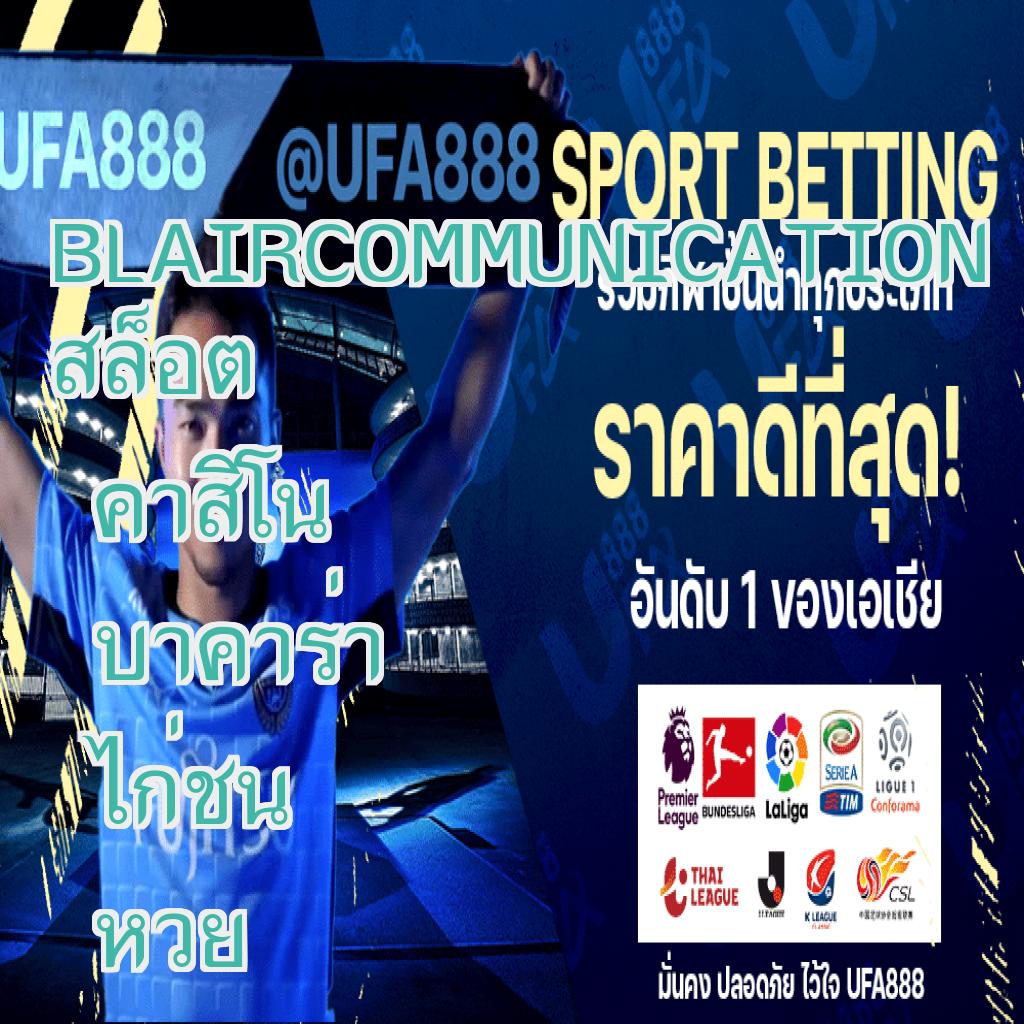 UFA888
@UFA888
SPORT BETTING
BLAIRCOMMUNICATION
สล็อต
ราคาดีที่สุด!
คาสิโน
อันดับ 1 ของเอเชีย
บาคาร่า
ไก่ชน
หวย
Premier League
BUNDESLIGA
LaLiga
SERIE A
TIM
LIGUE 1
Conforama
THAI LEAGUE
J.LEAGUE
K LEAGUE
CSL
มั่นคง ปลอดภัย ไว้ใจ UFA888